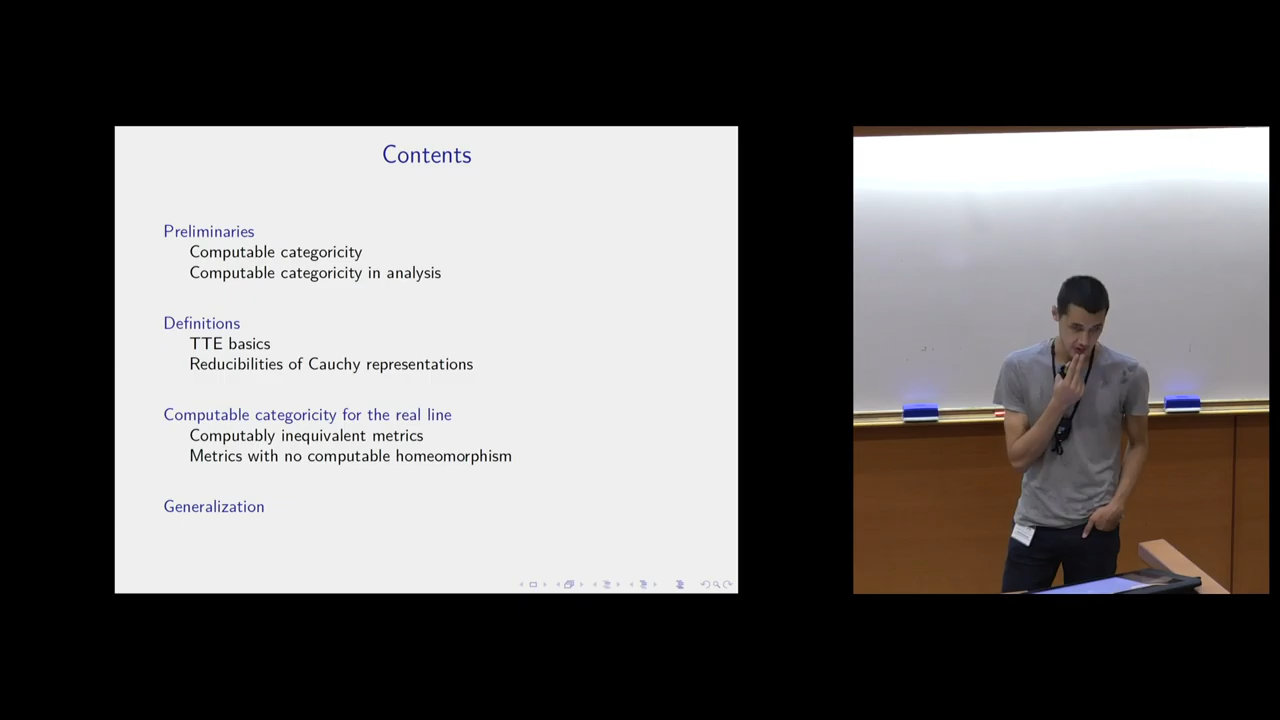 Contents
Preliminaries
Computable categoricity
Computable categoricity in analysis
Definitions
TTE basics
Reducibilities of Cauchy representations
Computable categoricity for the real line
Computably inequivalent metrics
Metrics with no computable homeomorphism
Generalization